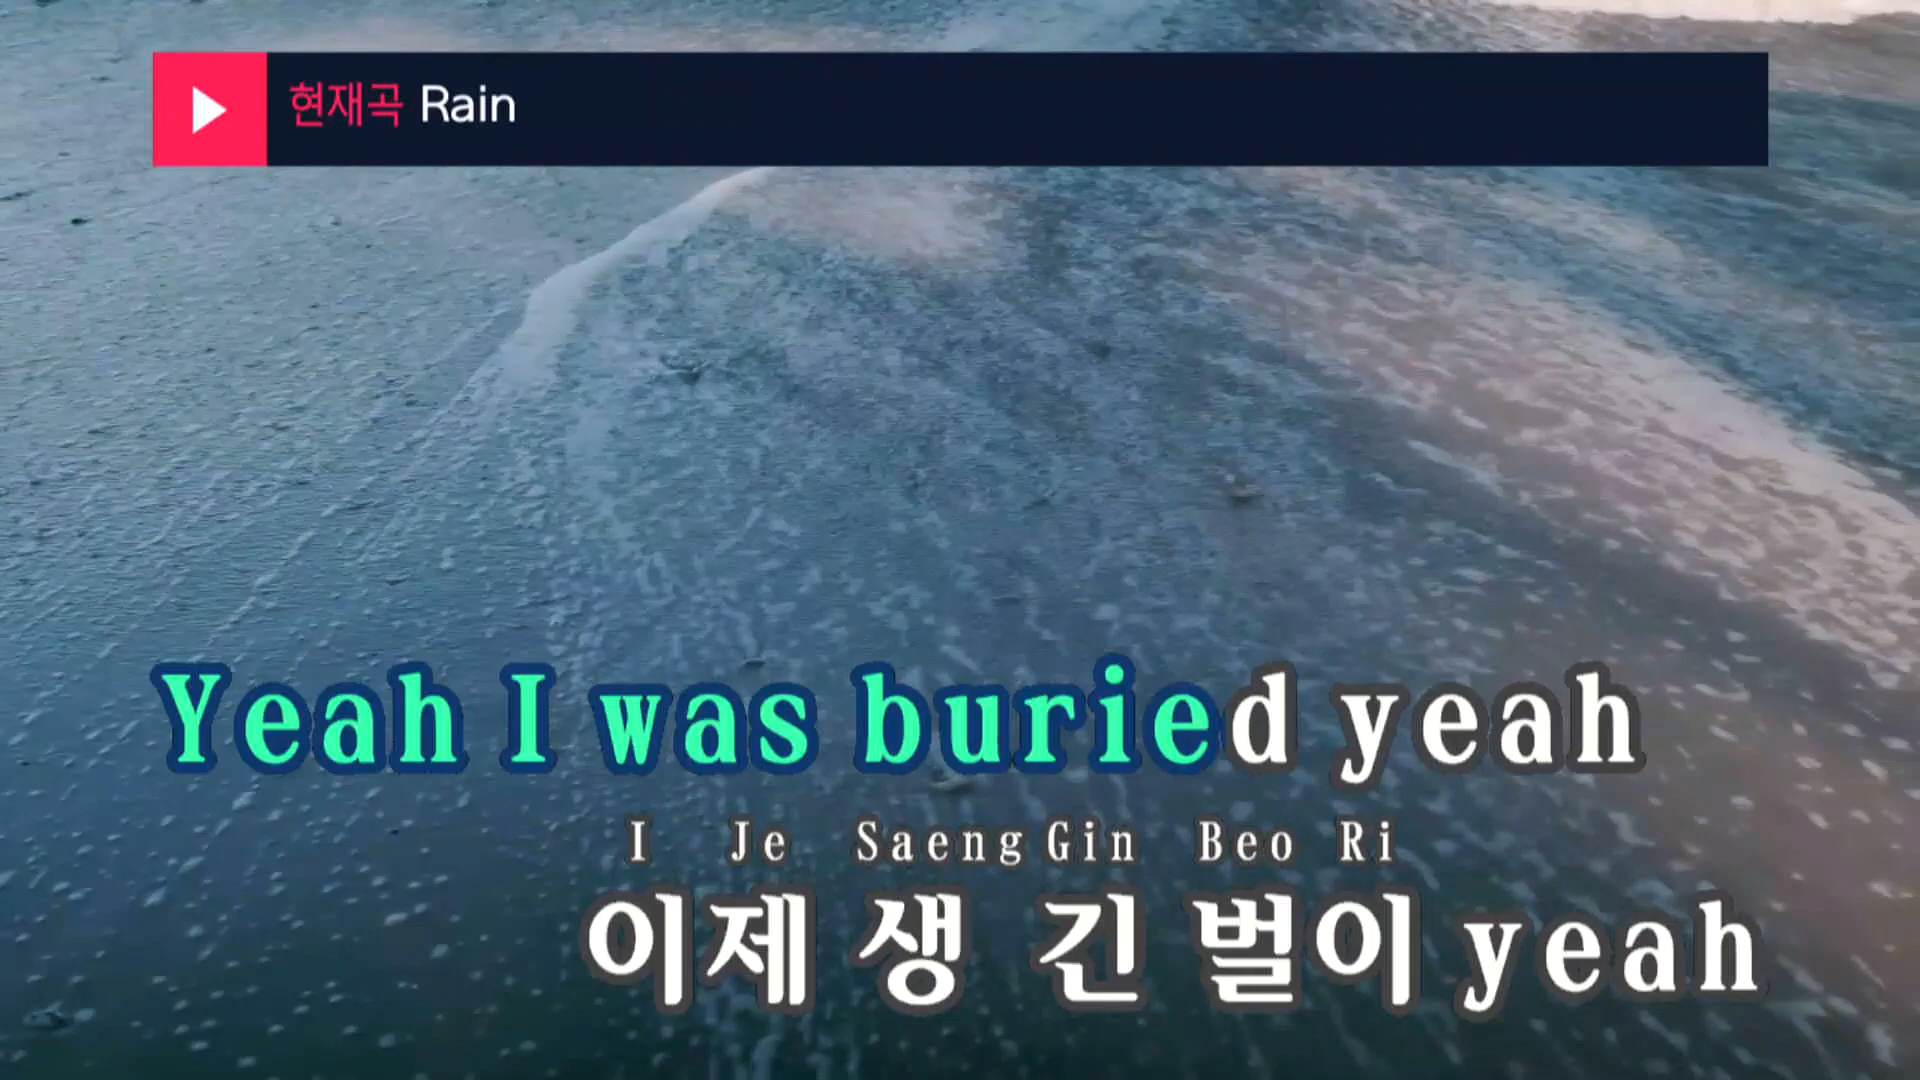 현재곡 Rain
Yeah I was buried yeah
I Je Saeng Gin Beo Ri
이제 생 긴 벌이 yeah